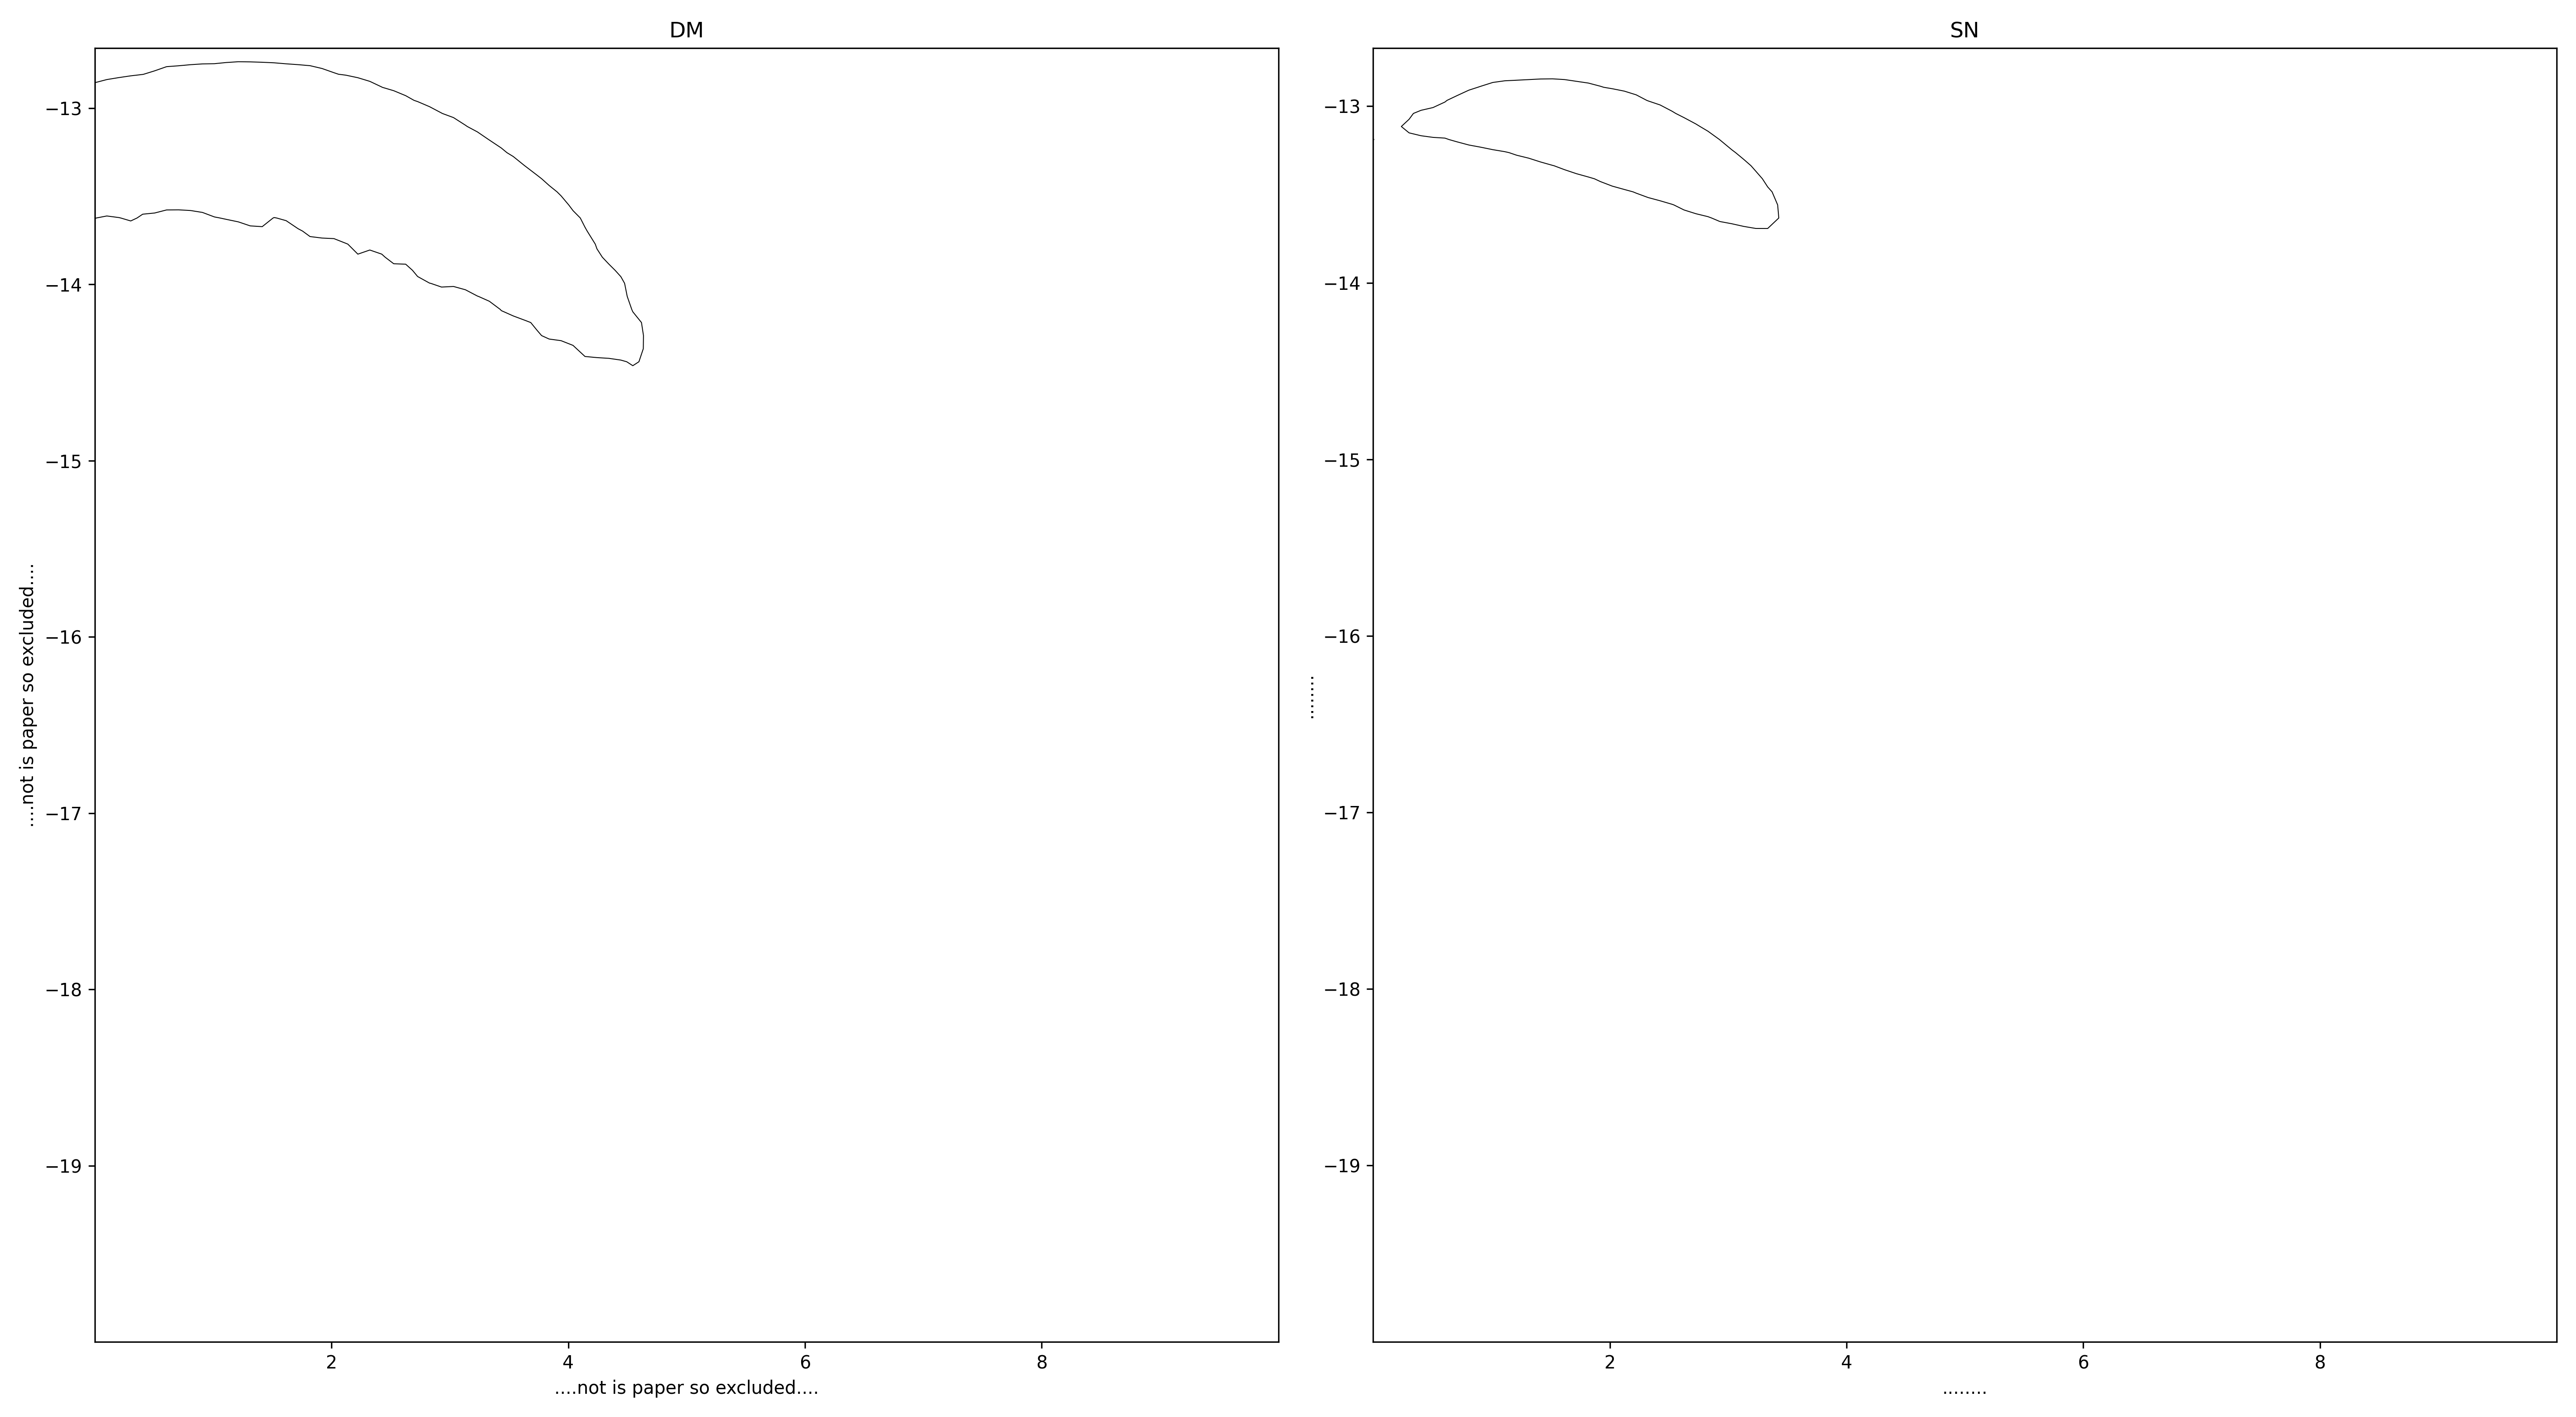 DM
−13
−14
−15
−16
−17
−18
−19
....not is paper so excluded....
2 4 6 8
....not is paper so excluded....
SN
−13
−14
−15
−16
−17
−18
−19
.........
2 4 6 8
........